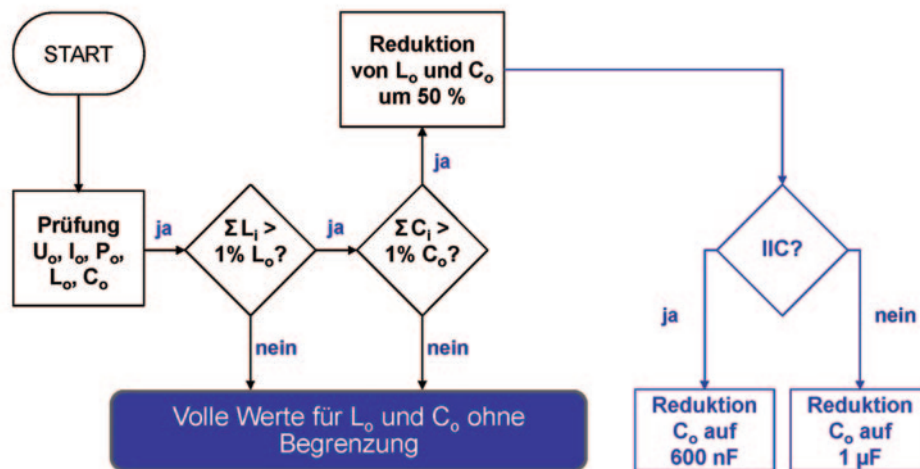 START
Prüfung
Uₒ, Iₒ, Pₒ,
Lₒ, Cₒ
ja
Σ Lᵢ >
1% Lₒ?
ja
Σ Cᵢ >
1% Cₒ?
ja
Reduktion
von Lₒ und Cₒ
um 50 %
nein
nein
Volle Werte für Lₒ und Cₒ ohne
Begrenzung
IIC?
ja
nein
Reduktion
Cₒ auf
600 nF
Reduktion
Cₒ auf
1 µF